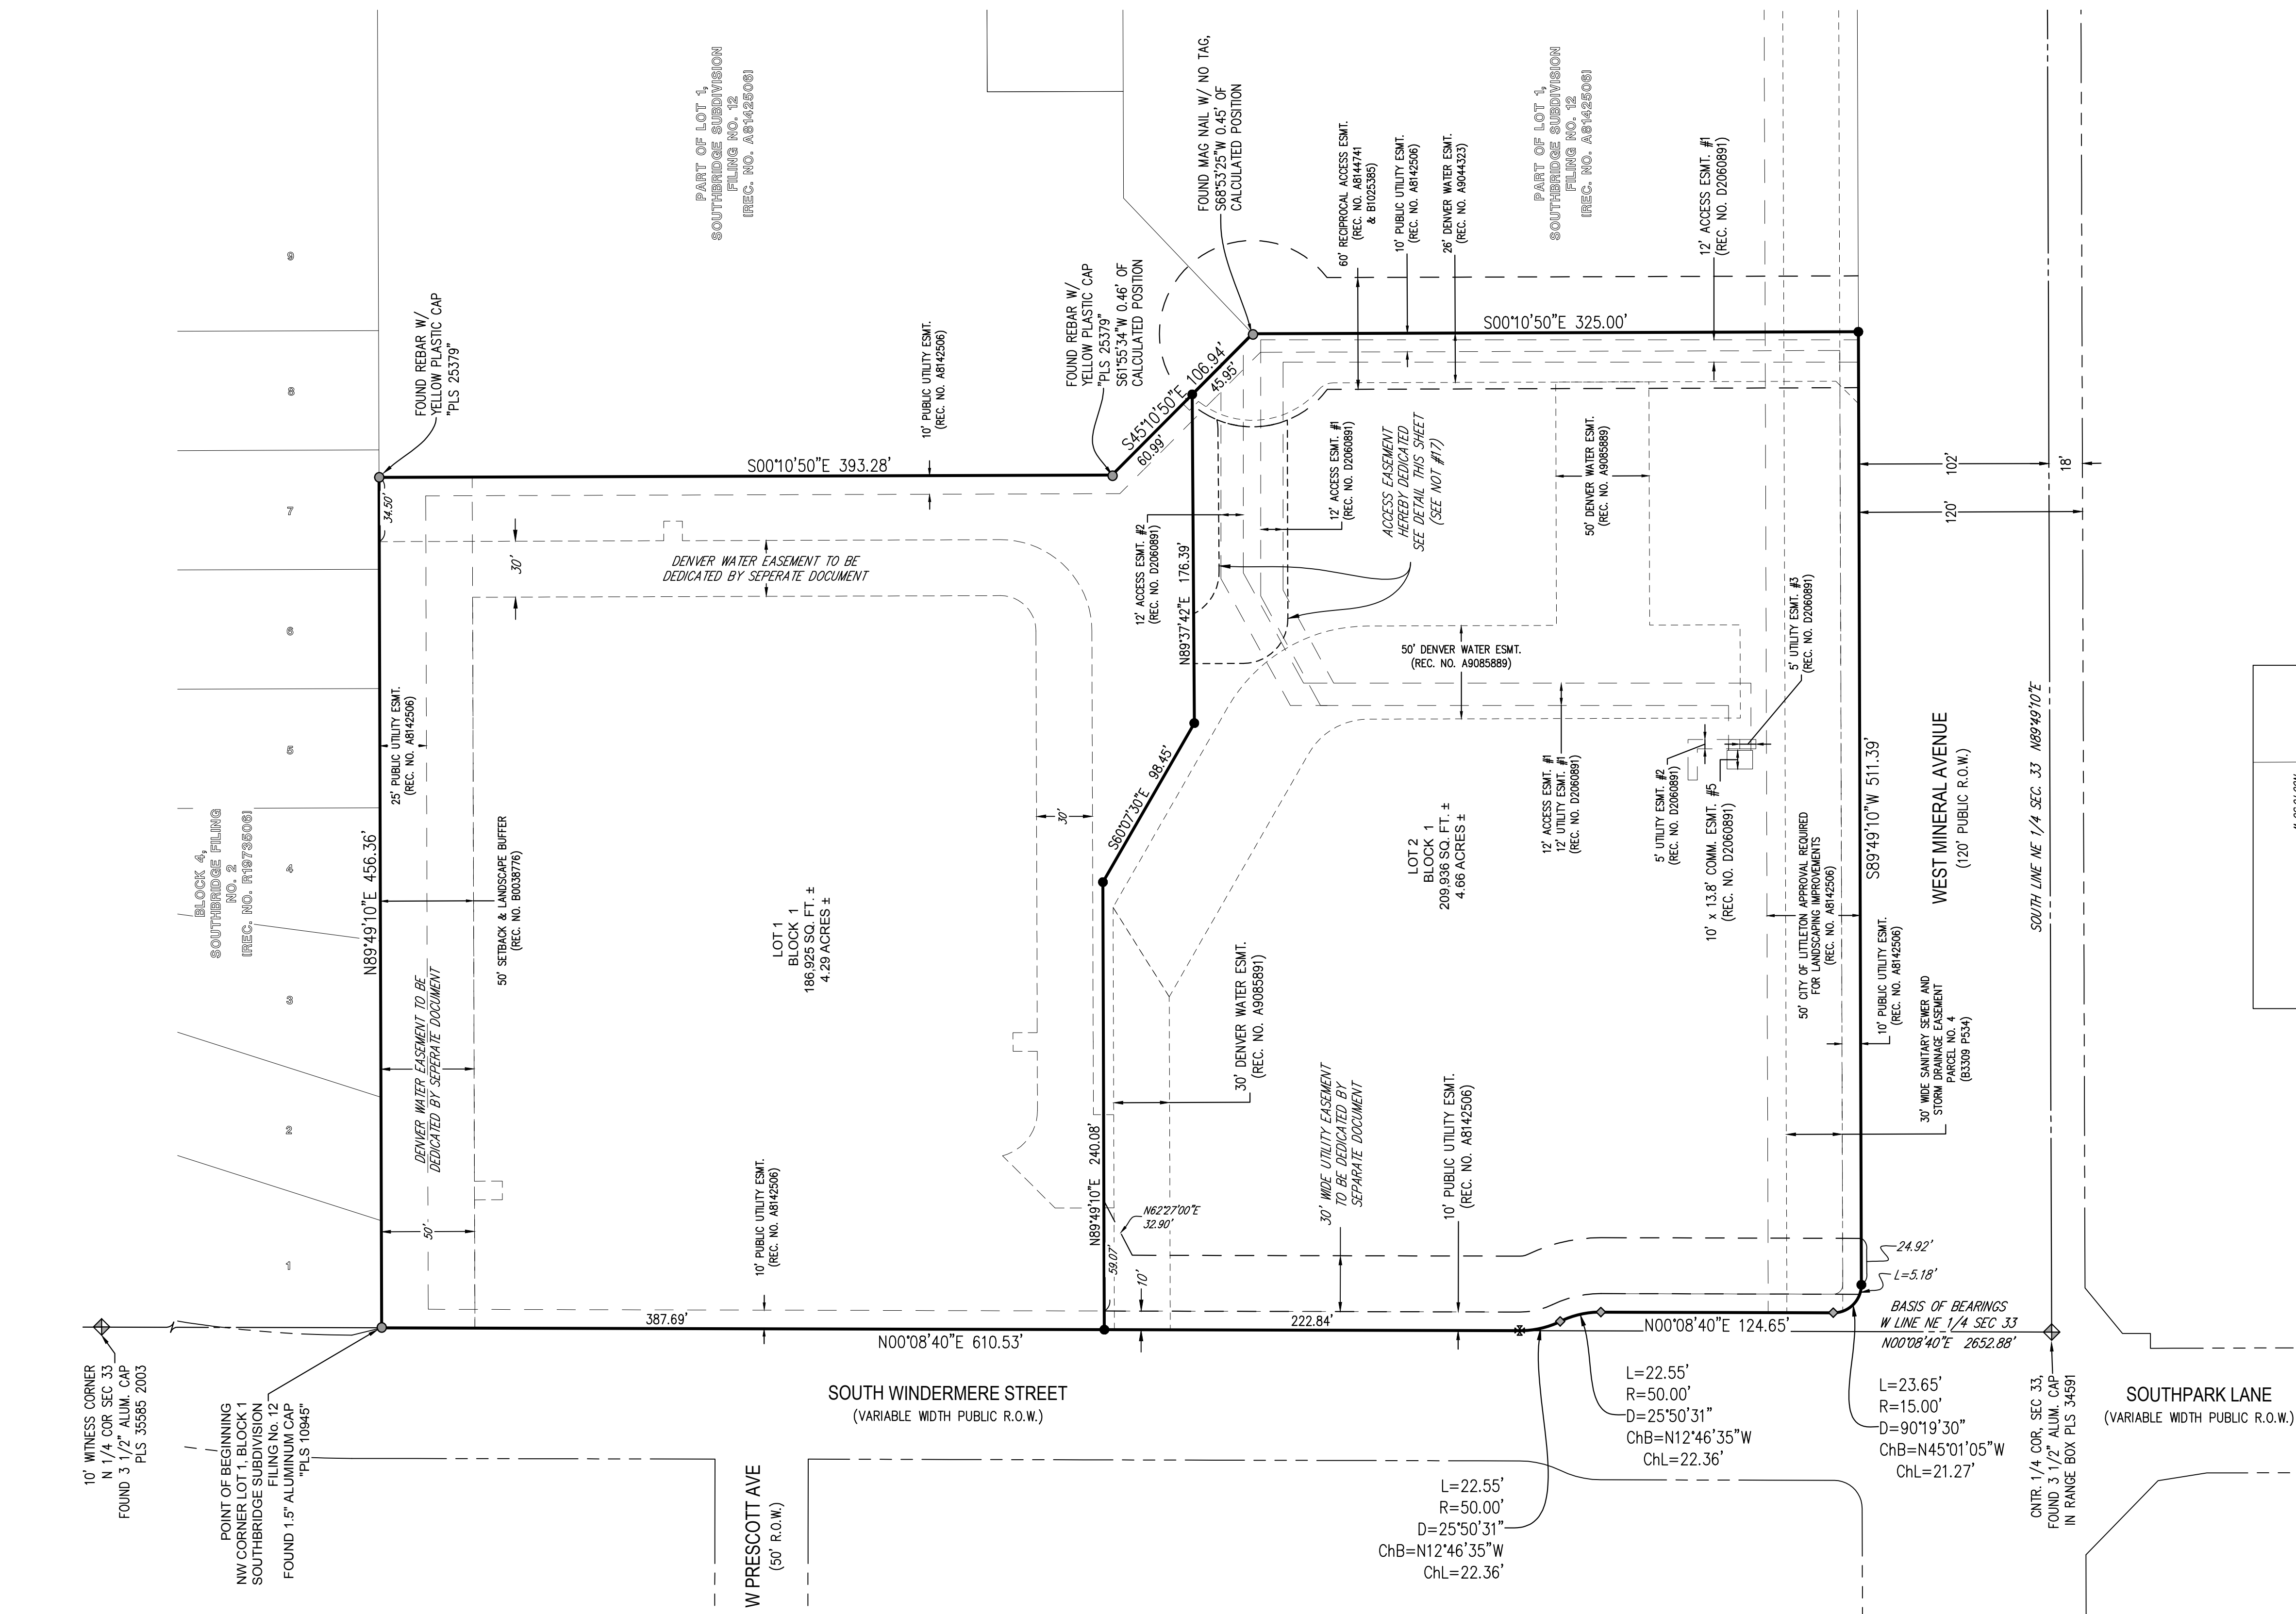 PART OF LOT 1,
SOUTHBRIDGE SUBDIVISION
FILING NO. 12
(REC. NO. A8142506)
PART OF LOT 1,
SOUTHBRIDGE SUBDIVISION
FILING NO. 12
(REC. NO. A8142506)
FOUND MAG NAIL W/ NO TAG,
S68°53'25"W 0.45' OF
CALCULATED POSITION
60' RECIPROCAL ACCESS ESMT.
(REC. NO. A8144741
& B1025385)
10' PUBLIC UTILITY ESMT.
(REC. NO. A8142506)
26' DENVER WATER ESMT.
(REC. NO. A9044323)
12' ACCESS ESMT. #1
(REC. NO. D2060891)
9
8
7
6
5
4
3
2
1
FOUND REBAR W/
YELLOW PLASTIC CAP
"PLS 25379"
10' PUBLIC UTILITY ESMT.
(REC. NO. A8142506)
FOUND REBAR W/
YELLOW PLASTIC CAP
"PLS 25379"
S61°55'34"W 0.46' OF
CALCULATED POSITION
S00°10'50"E 325.00'
S45°10'50"E 106.94'
45.95'
60.99'
S00°10'50"E 393.28'
34.50'
30'
DENVER WATER EASEMENT TO BE
DEDICATED BY SEPERATE DOCUMENT
12' ACCESS ESMT. #2
(REC. NO. D2060891)
12' ACCESS ESMT. #1
(REC. NO. D2060891)
ACCESS EASEMENT
HEREBY DEDICATED
SEE DETAIL THIS SHEET
(SEE NOT #17)
50' DENVER WATER ESMT.
(REC. NO. A9085889)
102'
18'
120'
N89°37'42"E 176.39'
50' DENVER WATER ESMT.
(REC. NO. A9085889)
5' UTILITY ESMT. #3
(REC. NO. D2060891)
25' PUBLIC UTILITY ESMT.
(REC. NO. A8142506)
BLOCK 4,
SOUTHBRIDGE FILING
NO. 2
(REC. NO. R1973506)
N89°49'10"E 456.36'
50' SETBACK & LANDSCAPE BUFFER
(REC. NO. B0038776)
DENVER WATER EASEMENT TO BE
DEDICATED BY SEPERATE DOCUMENT
50'
LOT 1
BLOCK 1
186,925 SQ. FT. ±
4.29 ACRES ±
30'
S60°07'30"E 98.45'
LOT 2
BLOCK 1
209,936 SQ. FT. ±
4.66 ACRES ±
12' ACCESS ESMT. #1
12' UTILITY ESMT. #1
(REC. NO. D2060891)
5' UTILITY ESMT. #2
(REC. NO. D2060891)
10' x 13.8' COMM. ESMT. #5
(REC. NO. D2060891)
50' CITY OF LITTLETON APPROVAL REQUIRED
FOR LANDSCAPING IMPROVEMENTS
(REC. NO. A8142506)
S89°49'10"W 511.39'
WEST MINERAL AVENUE
(120' PUBLIC R.O.W.)
SOUTH LINE NE 1/4 SEC. 33 N89°49'10"E
10' PUBLIC UTILITY ESMT.
(REC. NO. A8142506)
30' WIDE SANITARY SEWER AND
STORM DRAINAGE EASEMENT
PARCEL NO. 4
(B3309 P534)
30' DENVER WATER ESMT.
(REC. NO. A9085891)
N89°49'10"E 240.08'
N62°27'00"E
32.90'
59.07'
10'
30' WIDE UTILITY EASEMENT
TO BE DEDICATED BY
SEPARATE DOCUMENT
10' PUBLIC UTILITY ESMT.
(REC. NO. A8142506)
10' PUBLIC UTILITY ESMT.
(REC. NO. A8142506)
24.92'
L=5.18'
BASIS OF BEARINGS
W LINE NE 1/4 SEC 33
N00°08'40"E 2652.88'
387.69'
222.84'
N00°08'40"E 610.53'
N00°08'40"E 124.65'
10' WITNESS CORNER
N 1/4 COR SEC 33
FOUND 3 1/2" ALUM. CAP
PLS 35585 2003
POINT OF BEGINNING
NW CORNER LOT 1, BLOCK 1
SOUTHBRIDGE SUBDIVISION
FILING No. 12
FOUND 1.5" ALUMINUM CAP
"PLS 10945"
SOUTH WINDERMERE STREET
(VARIABLE WIDTH PUBLIC R.O.W.)
W PRESCOTT AVE
(50' R.O.W.)
L=22.55'
R=50.00'
D=25°50'31"
ChB=N12°46'35"W
ChL=22.36'
L=22.55'
R=50.00'
D=25°50'31"
ChB=N12°46'35"W
ChL=22.36'
L=23.65'
R=15.00'
D=90°19'30"
ChB=N45°01'05"W
ChL=21.27'
CNTR. 1/4 COR, SEC 33,
FOUND 3 1/2" ALUM. CAP
IN RANGE BOX PLS 34591
SOUTHPARK LANE
(VARIABLE WIDTH PUBLIC R.O.W.)